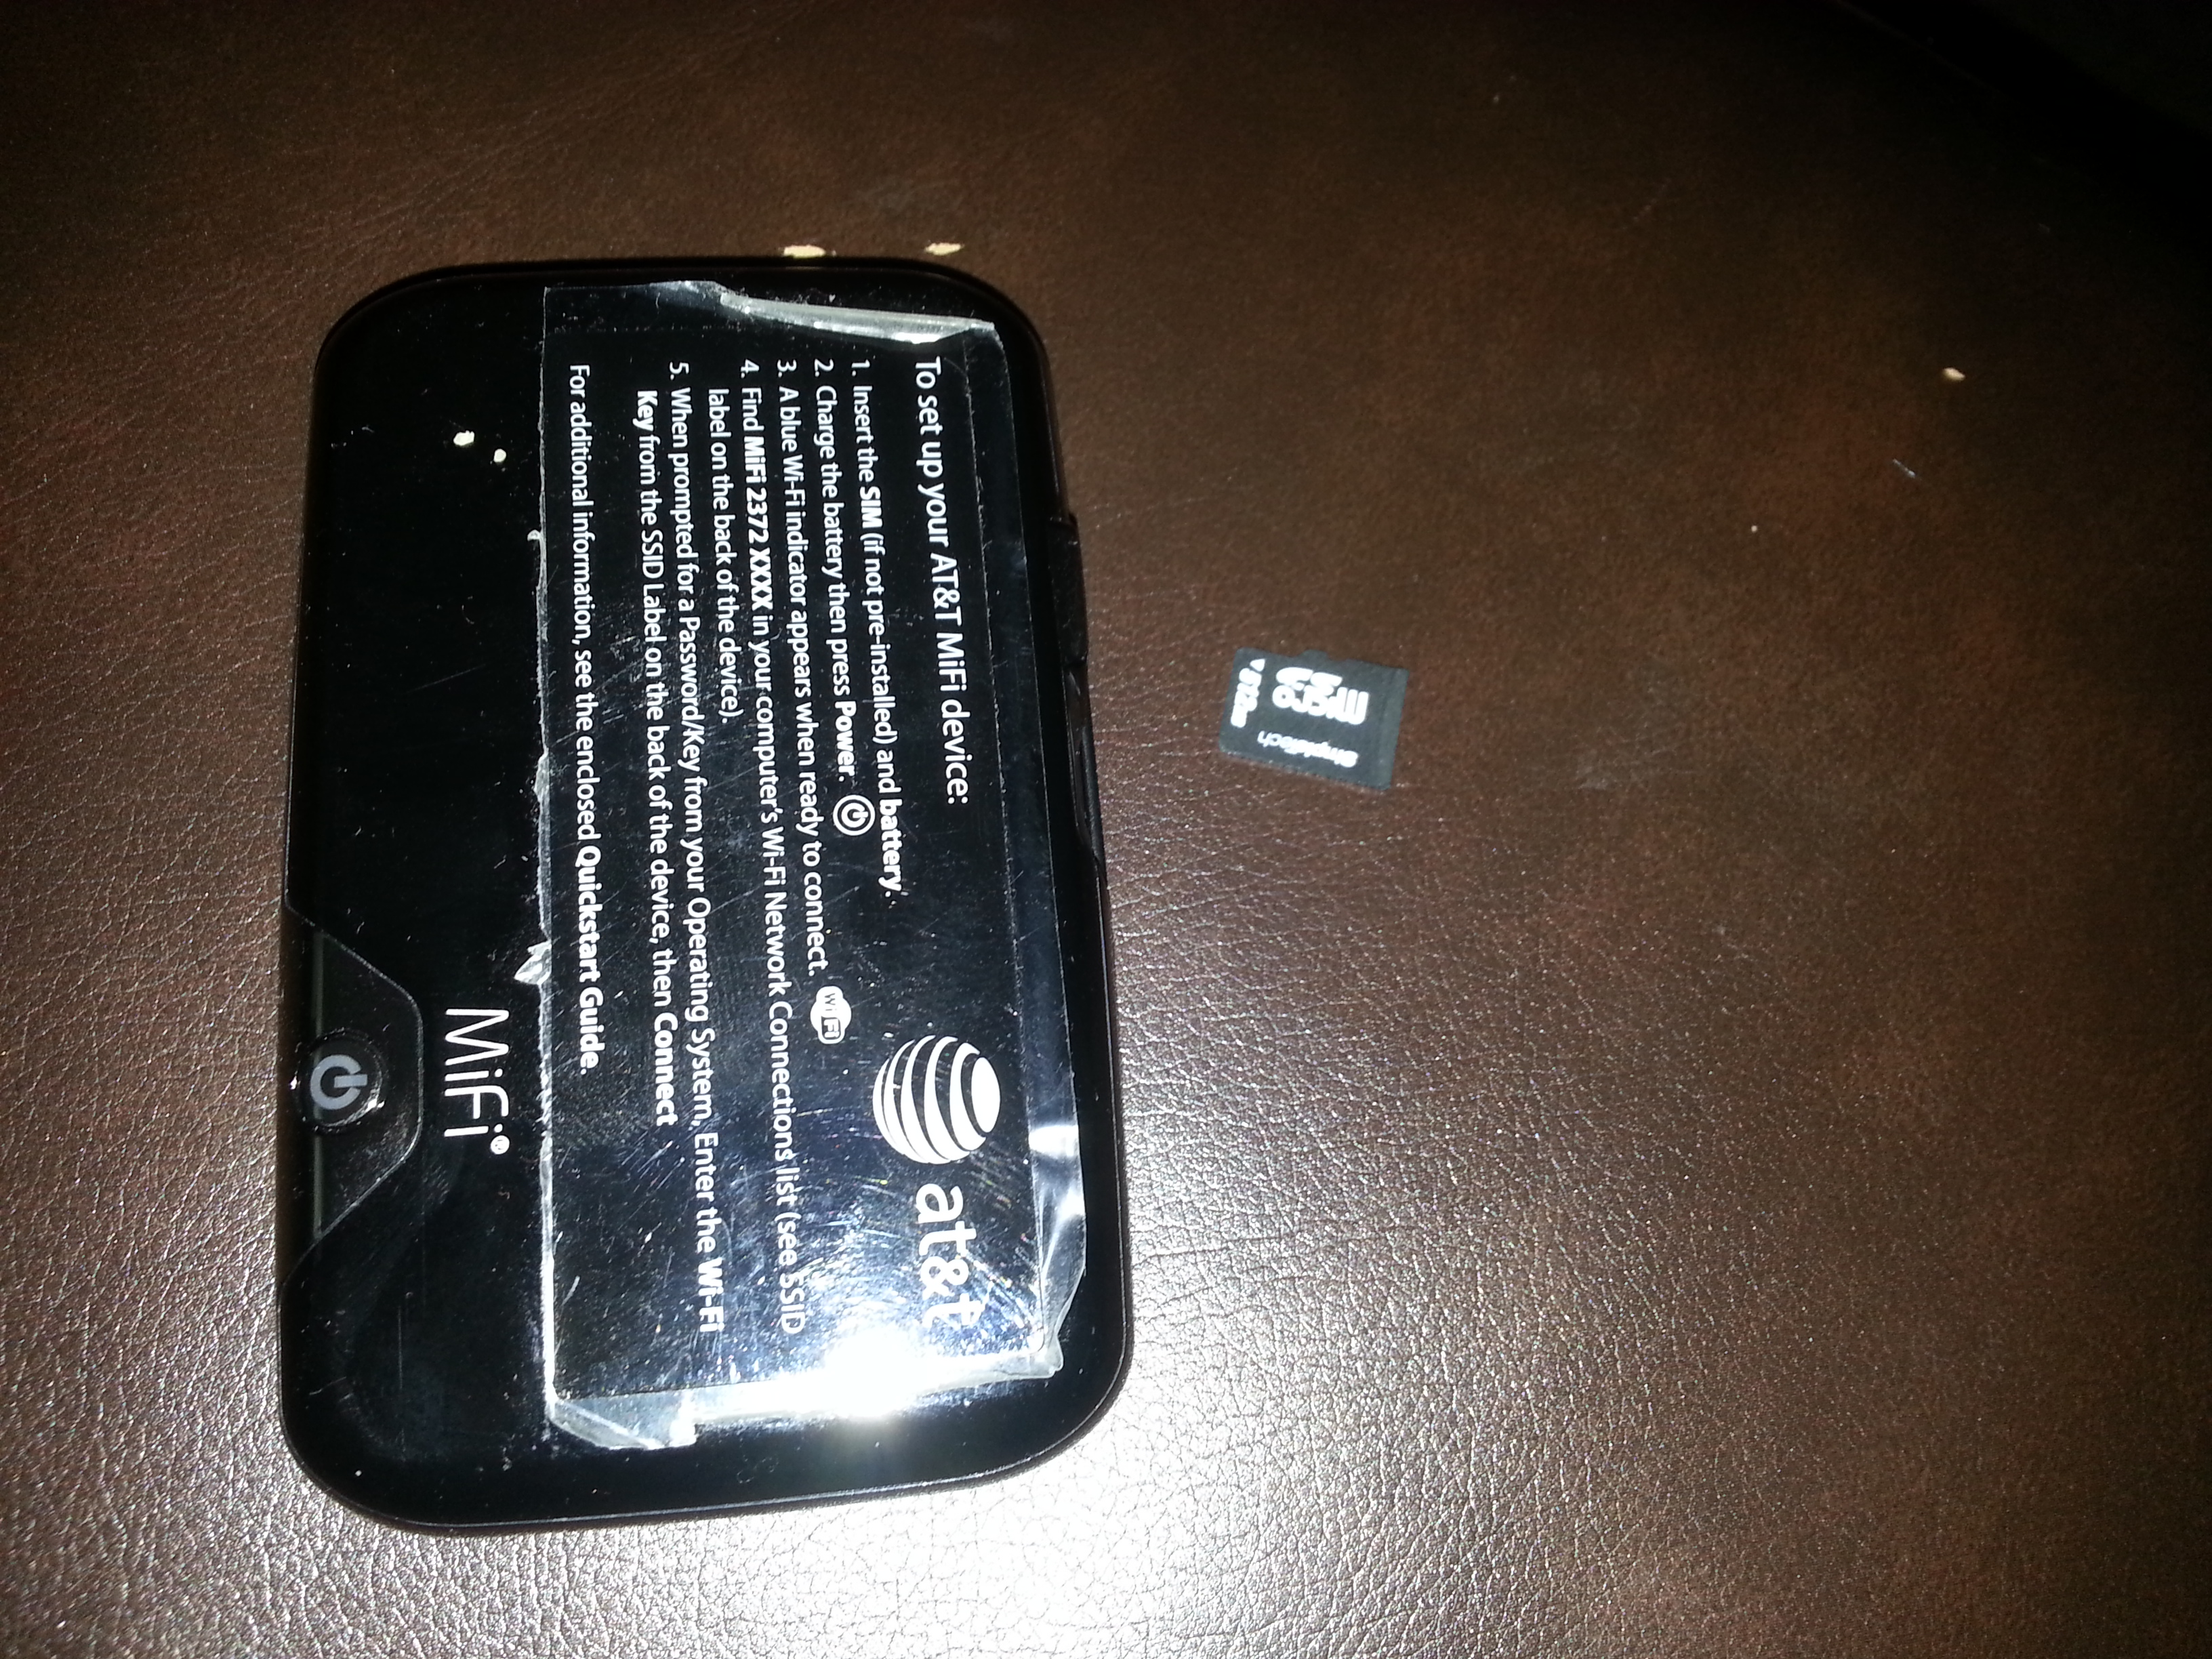 To set up your AT&T MiFi device:
1. Insert the SIM (if not pre-installed) and battery.
2. Charge the battery then press Power.
3. A blue Wi-Fi indicator appears when ready to connect. Wi Fi
4. Find MiFi 2372 XXXX in your computer's Wi-Fi Network Connections list (see SSID
label on the back of the device).
5. When prompted for a Password/Key from your Operating System, Enter the Wi-Fi
Key from the SSID Label on the back of the device, then Connect
For additional information, see the enclosed Quickstart Guide.
at&t
MiFi®
SimpleTech
micro
512MB